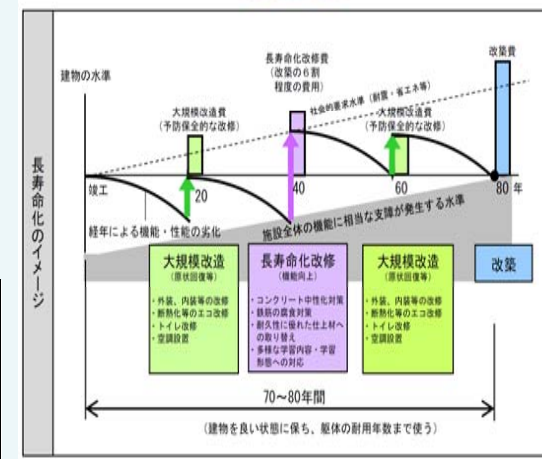 長寿命化のイメージ
建物の水準
長寿命化改修費
(改築の6割
程度の費用)
改築費
大規模改造費
(予防保全的な改修)
社会的要求水準(耐震・省エネ等)
大規模改造費
(予防保全的な改修)
竣工
20
40
60
80 年
経年による機能・性能の劣化
施設全体の機能に相当な支障が発生する水準
大規模改造
(原状回復等)
・外装、内装等の改修
・断熱化等のエコ改修
・トイレ改修
・空調設置
長寿命化改修
(機能向上)
・コンクリート中性化対策
・鉄筋の腐食対策
・耐久性に優れた仕上材へ
の取り替え
・多様な学習内容・学習
形態への対応
大規模改造
(原状回復等)
・外装、内装等の改修
・断熱化等のエコ改修
・トイレ改修
・空調設置
改築
70~80年間
(建物を良い状態に保ち、躯体の耐用年数まで使う)